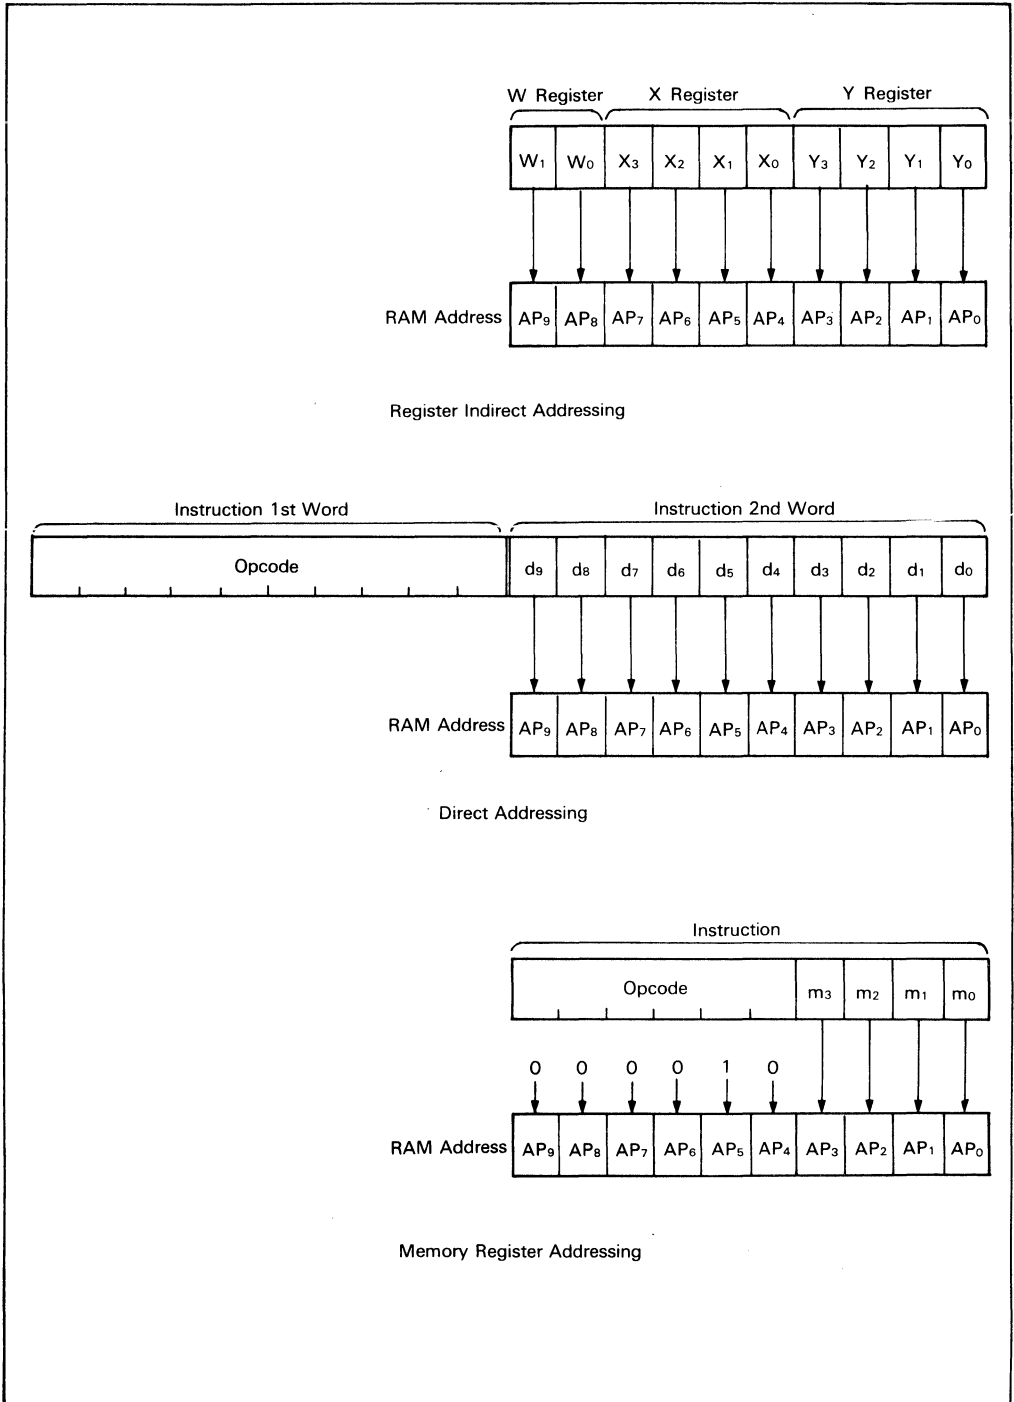 W Register X Register Y Register
W₁ W₀ X₃ X₂ X₁ X₀ Y₃ Y₂ Y₁ Y₀
RAM Address AP₉ AP₈ AP₇ AP₆ AP₅ AP₄ AP₃ AP₂ AP₁ AP₀
Register Indirect Addressing
Instruction 1st Word Instruction 2nd Word
Opcode d₉ d₈ d₇ d₆ d₅ d₄ d₃ d₂ d₁ d₀
RAM Address AP₉ AP₈ AP₇ AP₆ AP₅ AP₄ AP₃ AP₂ AP₁ AP₀
Direct Addressing
Instruction
Opcode m₃ m₂ m₁ m₀
0 0 0 0 1 0
RAM Address AP₉ AP₈ AP₇ AP₆ AP₅ AP₄ AP₃ AP₂ AP₁ AP₀
Memory Register Addressing